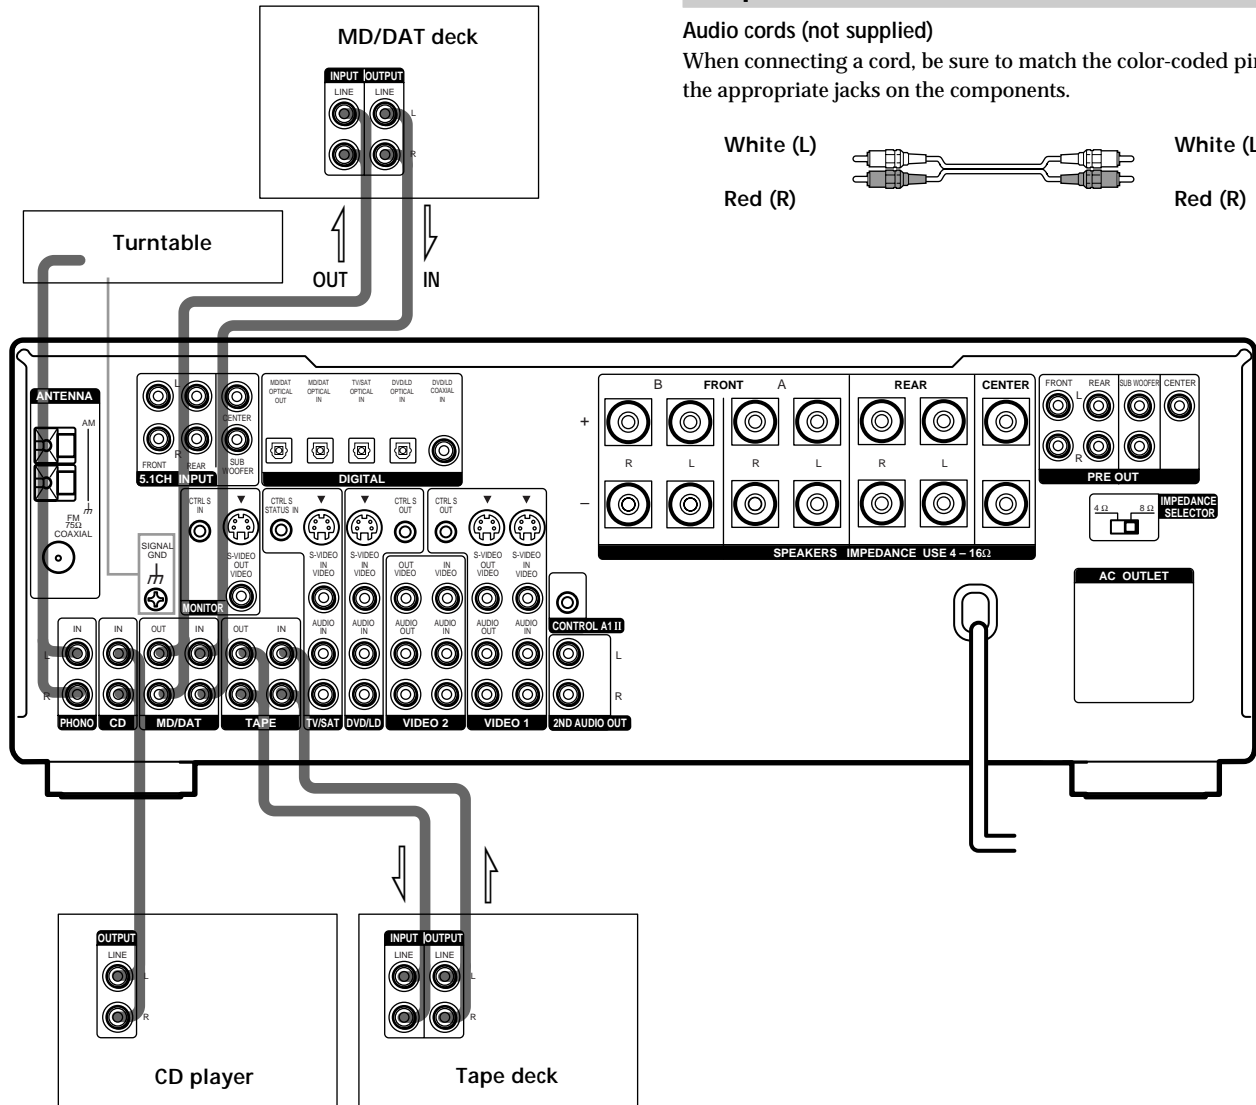 Audio cords (not supplied)
When connecting a cord, be sure to match the color-coded pin
the appropriate jacks on the components.
White (L)
White (L
Red (R)
Red (R)
MD/DAT deck
INPUT OUTPUT
LINE LINE
L
R
Turntable
OUT IN
ANTENNA
AM
FM
75Ω
COAXIAL
L
R
CENTER
FRONT REAR SUB
WOOFER
5.1CH INPUT
MD/DAT
OPTICAL
OUT
MD/DAT
OPTICAL
IN
TV/SAT
OPTICAL
IN
DVD/LD
OPTICAL
IN
DVD/LD
COAXIAL
IN
DIGITAL
B FRONT A REAR CENTER
+
R L R L R L
–
SPEAKERS IMPEDANCE USE 4 – 16Ω
FRONT REAR SUB WOOFER CENTER
L
R
PRE OUT
4 Ω 8 Ω
IMPEDANCE
SELECTOR
AC OUTLET
SIGNAL
GND
CTRL S
IN
CTRL S
STATUS IN
CTRL S
OUT
CTRL S
OUT
S-VIDEO
OUT
VIDEO
S-VIDEO
IN
VIDEO
S-VIDEO
IN
VIDEO
OUT
VIDEO
IN
VIDEO
S-VIDEO
OUT
VIDEO
S-VIDEO
IN
VIDEO
MONITOR
CONTROL A1 II
IN IN OUT IN OUT IN
AUDIO
IN
AUDIO
IN
AUDIO
OUT
AUDIO
IN
AUDIO
OUT
AUDIO
IN
L L
R R
PHONO CD MD/DAT TAPE TV/SAT DVD/LD VIDEO 2 VIDEO 1 2ND AUDIO OUT
OUTPUT
LINE
L
R
CD player
INPUT OUTPUT
LINE LINE
L
R
Tape deck